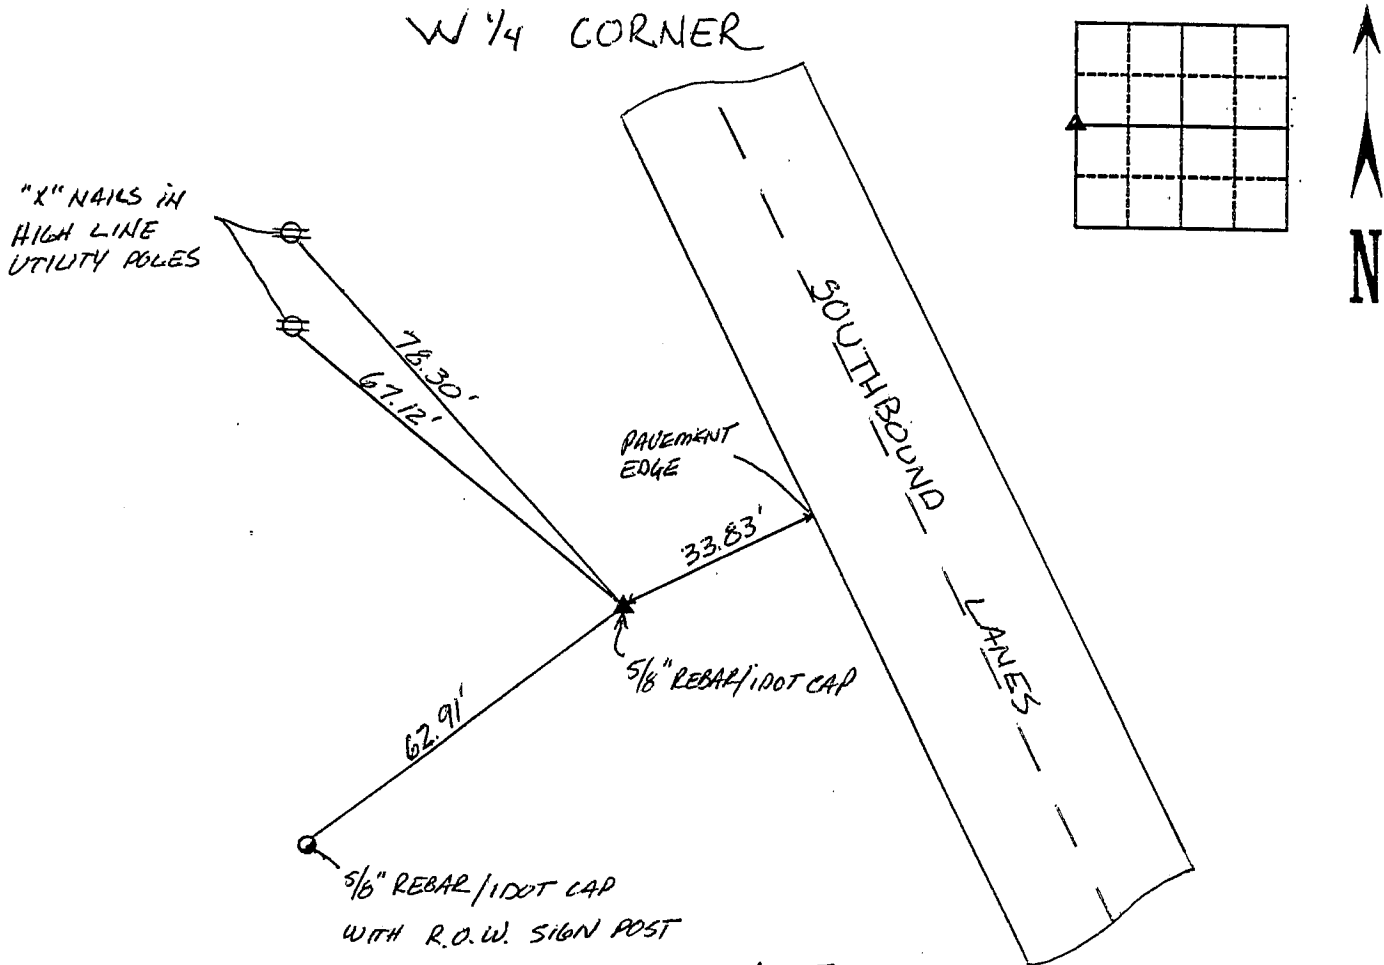 W 1/4 CORNER
N
"X" NAILS IN
HIGH LINE
UTILITY POLES
78.30'
67.12'
SOUTHBOUND LANES
PAVEMENT
EDGE
33.83'
5/8" REBAR/IDOT CAP
62.91'
5/8" REBAR/IDOT CAP
WITH R.O.W. SIGN POST